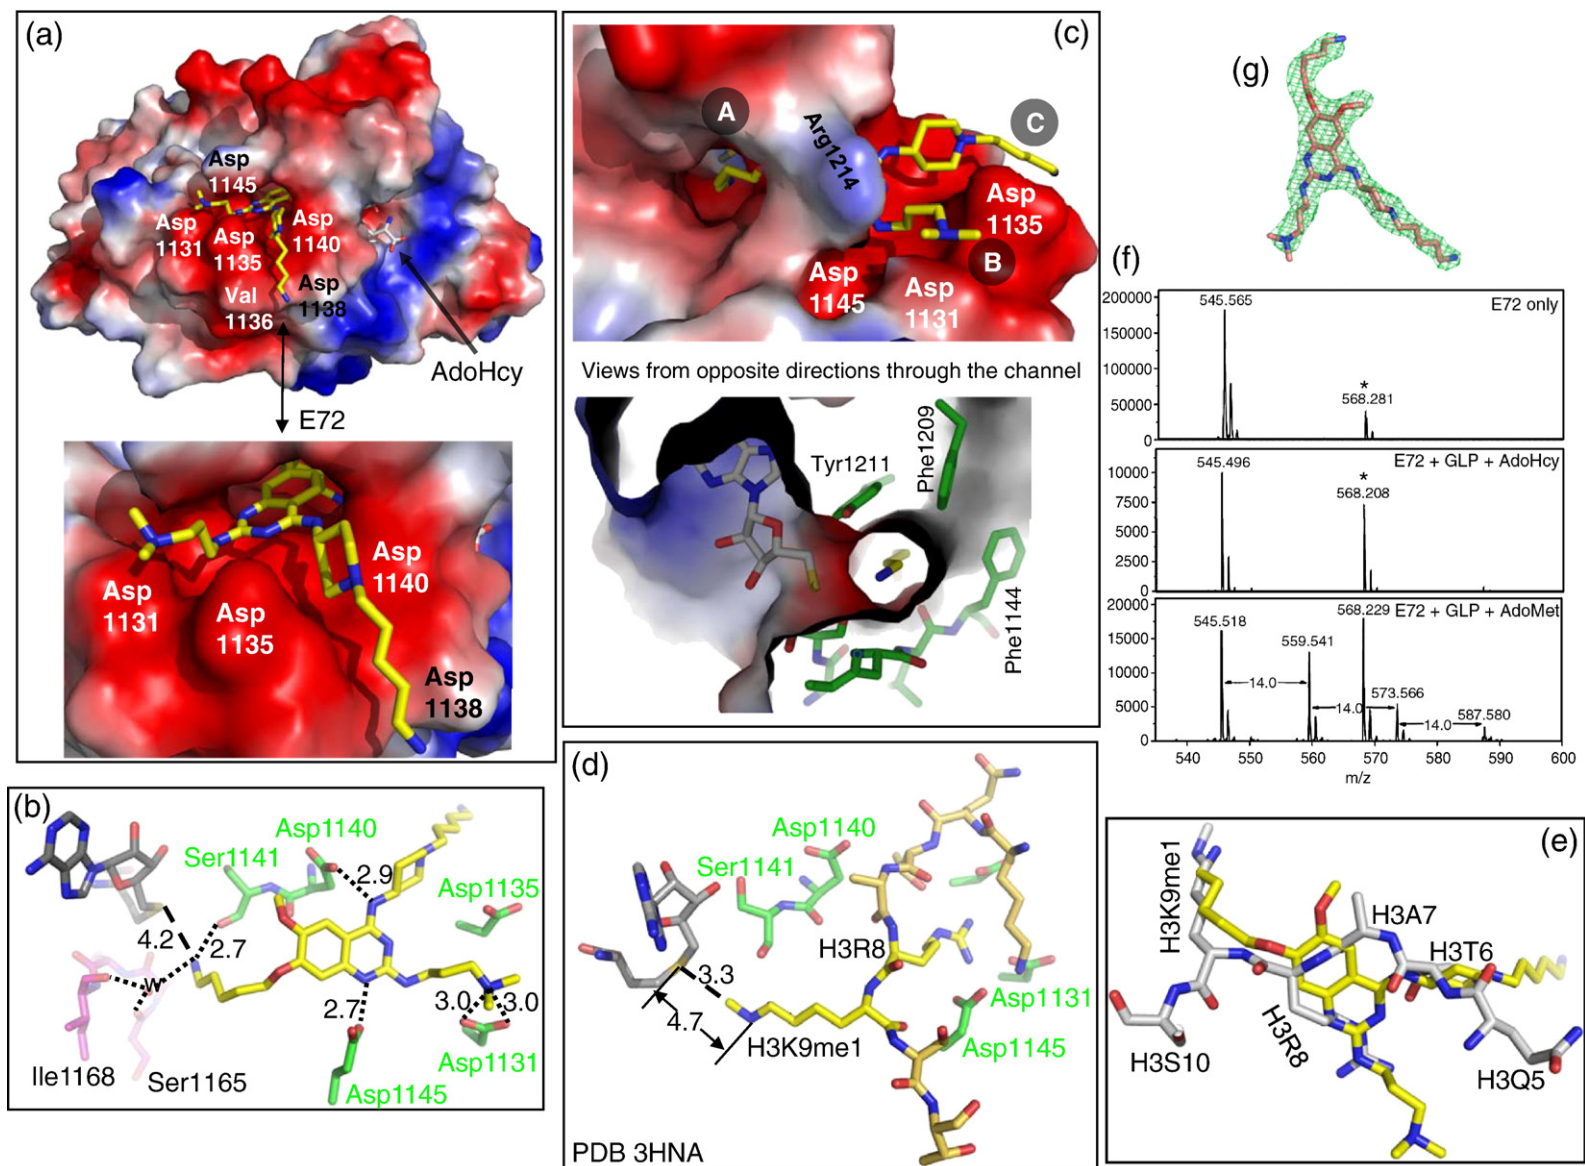 (a)
Asp
1145
Asp
1131
Asp
1135
Asp
1140
Val
1136
Asp
1138
AdoHcy
E72
Asp
1131
Asp
1135
Asp
1140
Asp
1138
(c)
A
Arg1214
C
Asp
1135
B
Asp
1145
Asp
1131
Views from opposite directions through the channel
Tyr1211
Phe1209
Phe1144
(g)
(f)
200000
150000
100000
50000
0
545.565
E72 only
*
568.281
10000
7500
5000
2500
0
545.496
E72 + GLP + AdoHcy
*
568.208
20000
15000
10000
5000
0
545.518
559.541
568.229
E72 + GLP + AdoMet
573.566
587.580
14.0
14.0
14.0
540
550
560
570
580
590
600
m/z
(b)
Asp1140
Ser1141
2.9
Asp1135
4.2
2.7
w
2.7
3.0
3.0
Ile1168
Ser1165
Asp1145
Asp1131
(d)
Asp1140
Ser1141
H3R8
3.3
4.7
H3K9me1
Asp1131
Asp1145
PDB 3HNA
(e)
H3K9me1
H3A7
H3T6
H3R8
H3S10
H3Q5